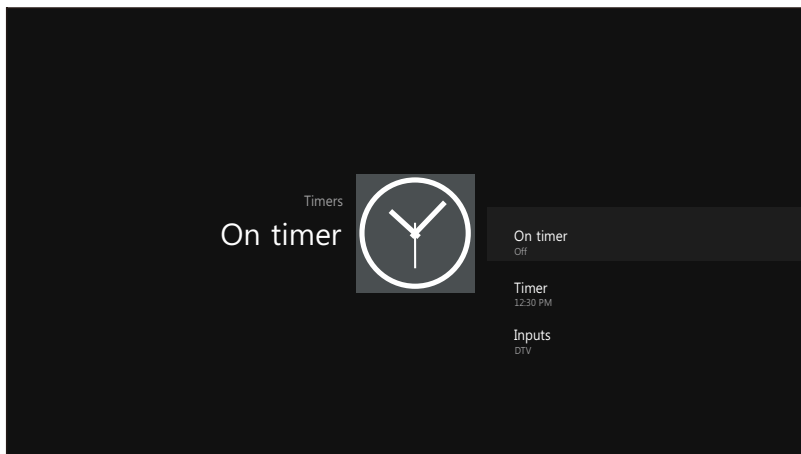 Timers
On timer
On timer
Off
Timer
12:30 PM
Inputs
DTV